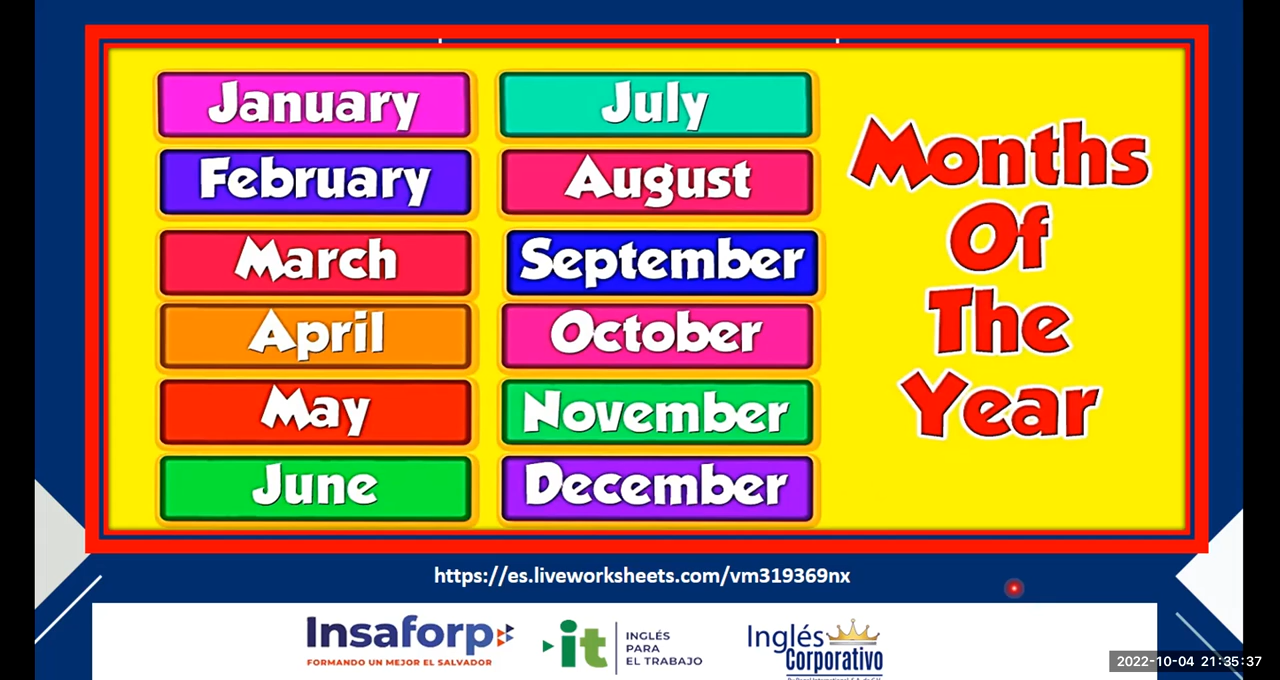 January
February
March
April
May
June
July
August
September
October
November
December
Months
Of
The
Year
https://es.liveworksheets.com/vm319369nx
Insaforp
FORMANDO UN MEJOR EL SALVADOR
it
INGLÉS
PARA
EL TRABAJO
Inglés
Corporativo
2022-10-04 21:35:37